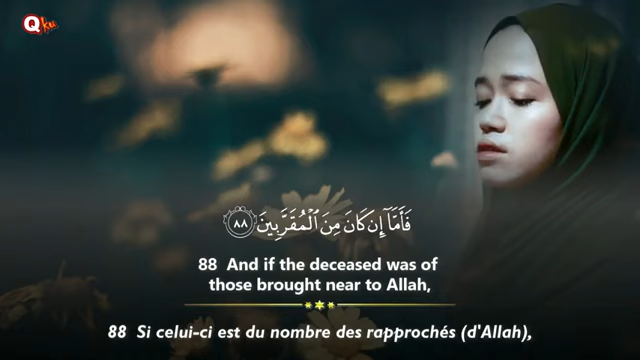 Qku
فَأَمَّآ إِن كَانَ مِنَ ٱلْمُقَرَّبِينَ ٨٨
88 And if the deceased was of
those brought near to Allah,
88 Si celui-ci est du nombre des rapprochés (d'Allah),